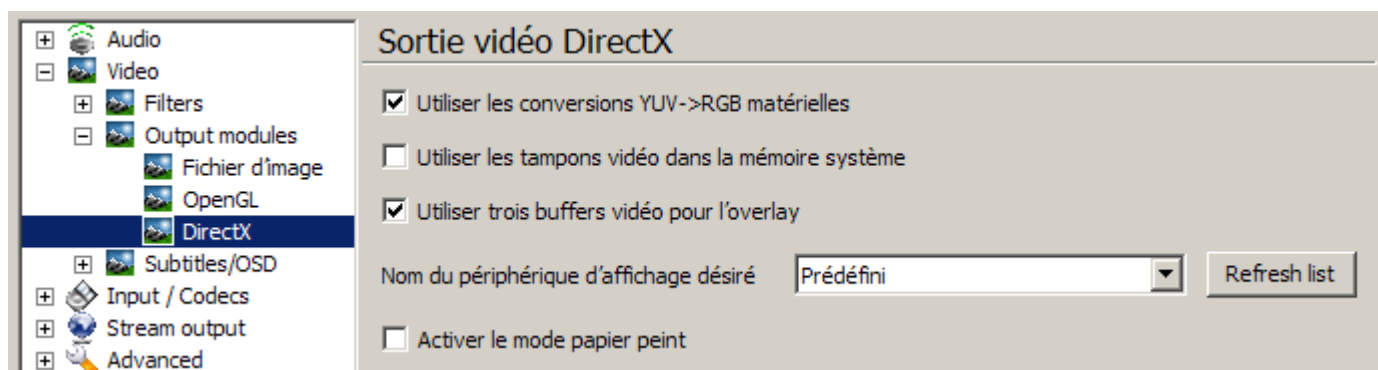 Audio
Video
Filters
Output modules
Fichier d'image
OpenGL
DirectX
Subtitles/OSD
Input / Codecs
Stream output
Advanced
Sortie vidéo DirectX
Utiliser les conversions YUV->RGB matérielles
Utiliser les tampons vidéo dans la mémoire système
Utiliser trois buffers vidéo pour l'overlay
Nom du périphérique d'affichage désiré Prédéfini Refresh list
Activer le mode papier peint